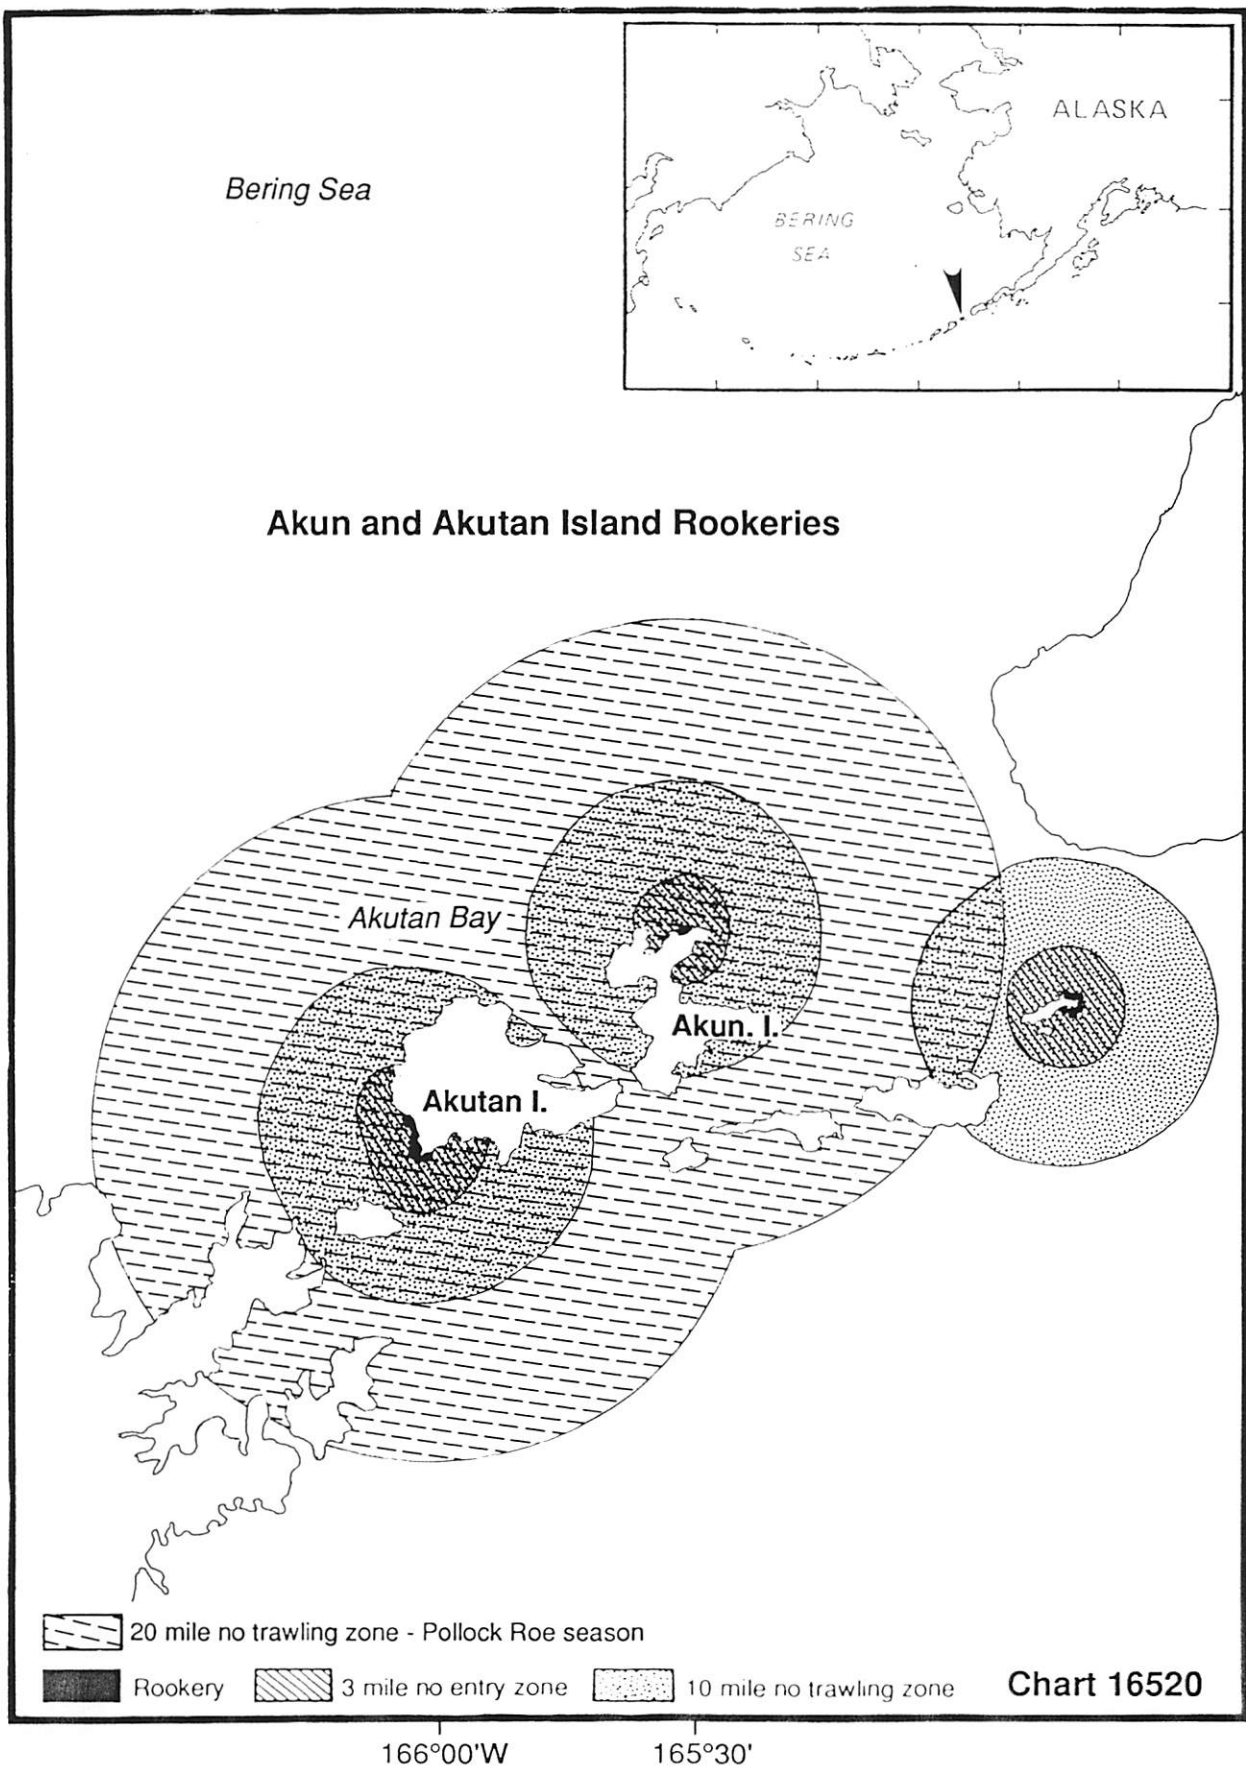 Bering Sea
ALASKA
BERING
SEA
Akun and Akutan Island Rookeries
Akutan Bay
Akun. I.
Akutan I.
20 mile no trawling zone - Pollock Roe season
Rookery
3 mile no entry zone
10 mile no trawling zone
Chart 16520
166°00'W
165°30'